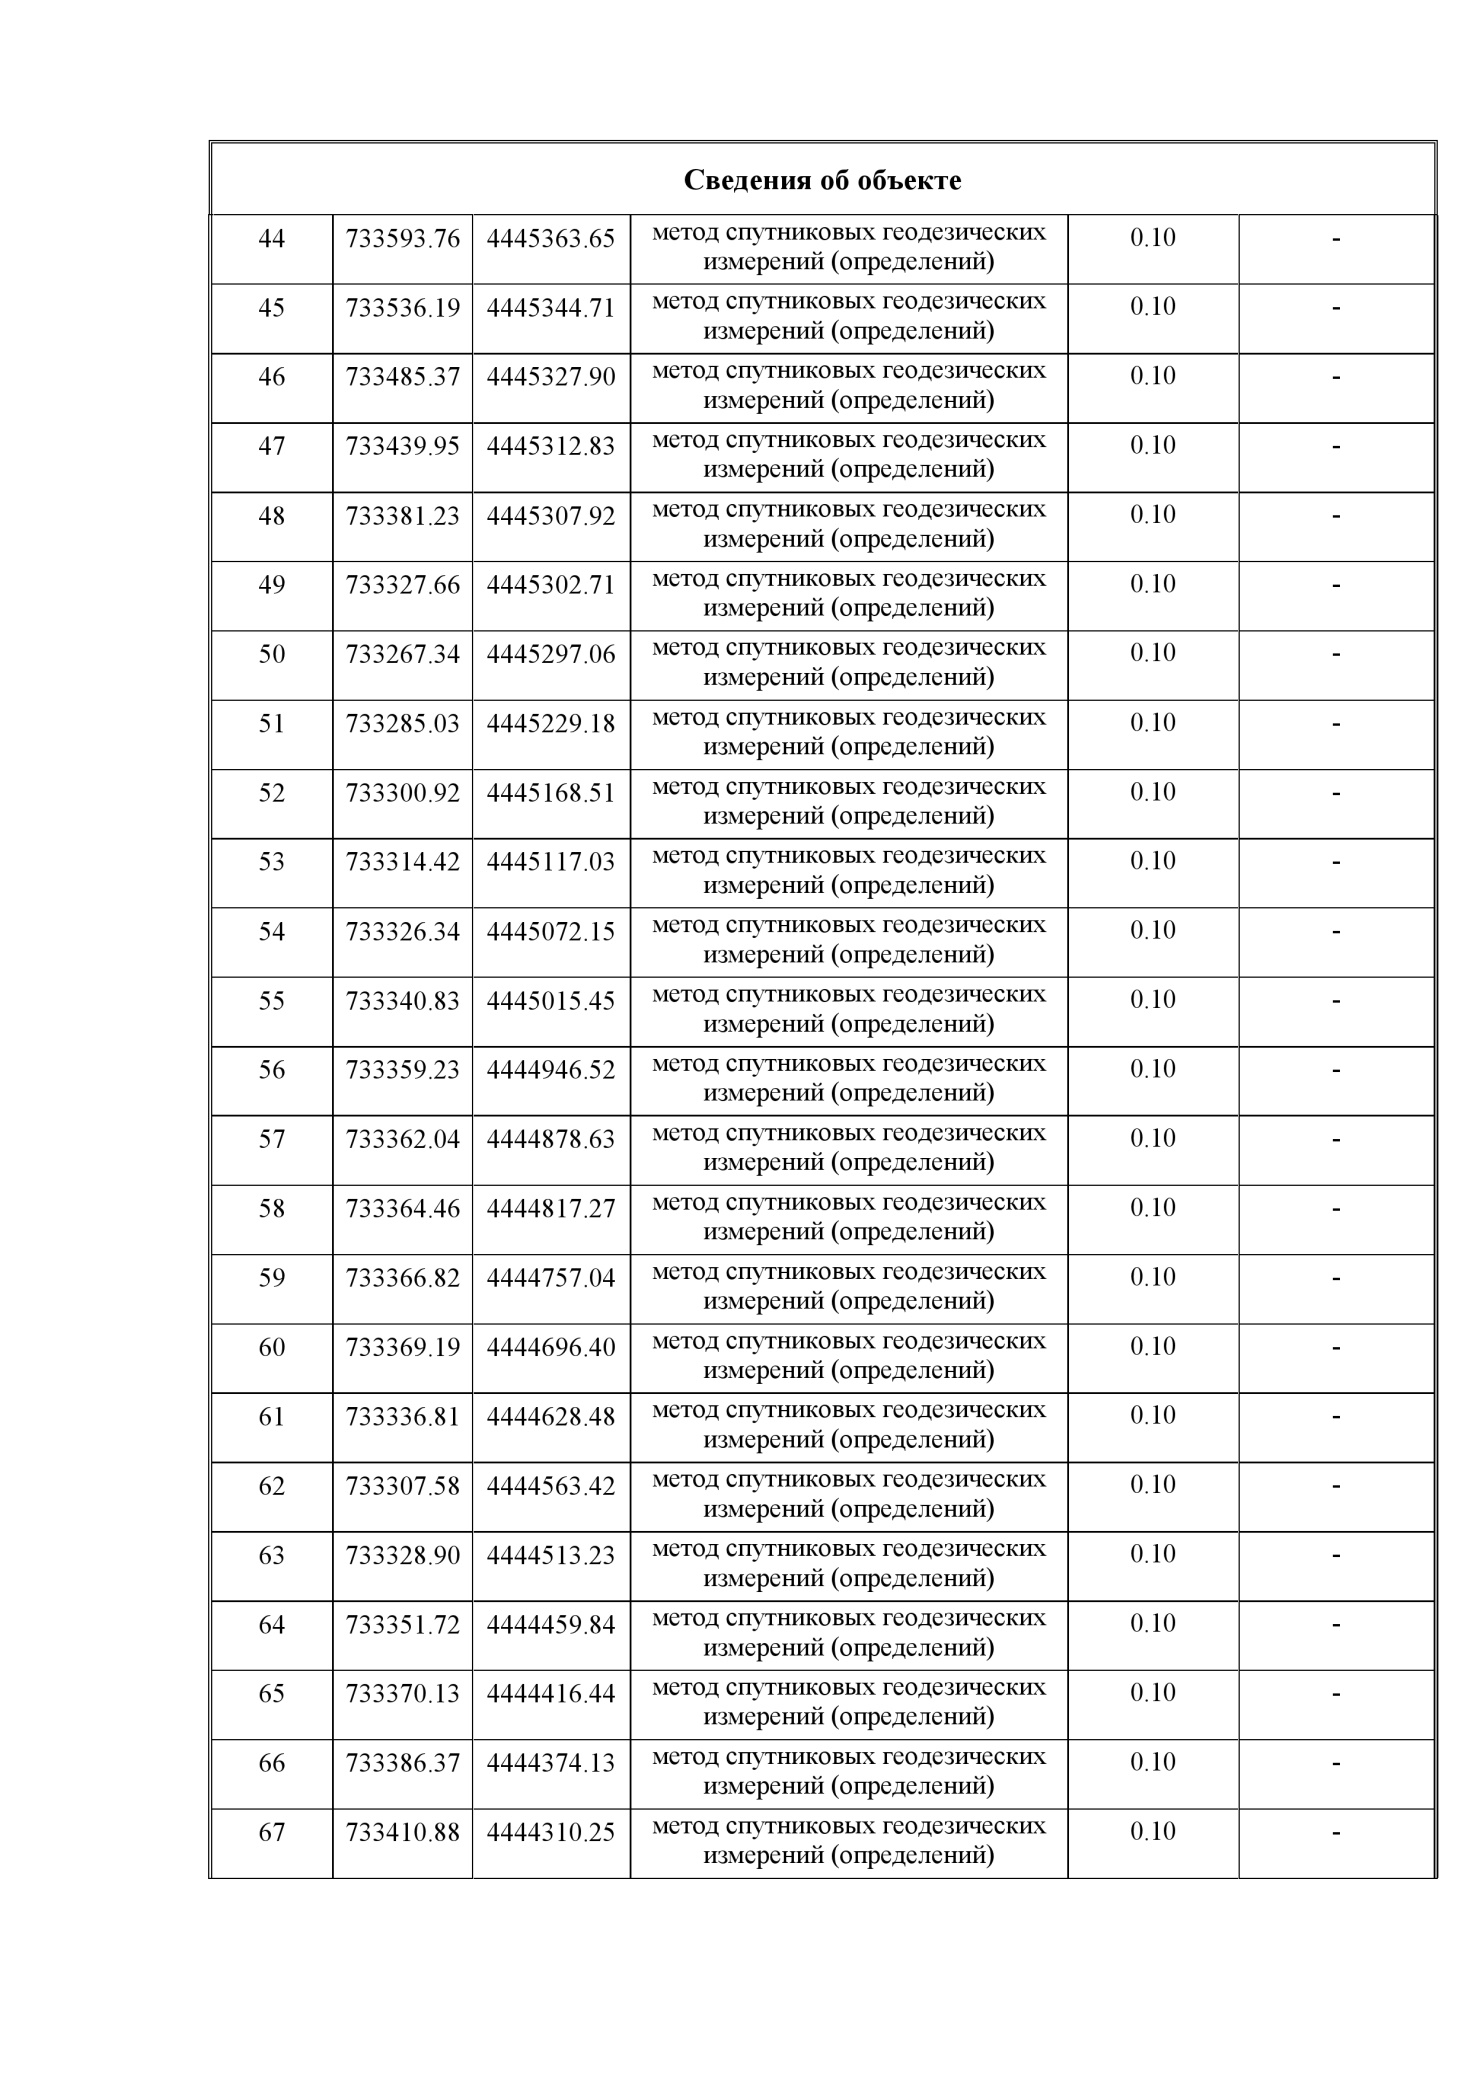 Сведения об объекте
44 733593.76 4445363.65 метод спутниковых геодезических измерений (определений) 0.10 -
45 733536.19 4445344.71 метод спутниковых геодезических измерений (определений) 0.10 -
46 733485.37 4445327.90 метод спутниковых геодезических измерений (определений) 0.10 -
47 733439.95 4445312.83 метод спутниковых геодезических измерений (определений) 0.10 -
48 733381.23 4445307.92 метод спутниковых геодезических измерений (определений) 0.10 -
49 733327.66 4445302.71 метод спутниковых геодезических измерений (определений) 0.10 -
50 733267.34 4445297.06 метод спутниковых геодезических измерений (определений) 0.10 -
51 733285.03 4445229.18 метод спутниковых геодезических измерений (определений) 0.10 -
52 733300.92 4445168.51 метод спутниковых геодезических измерений (определений) 0.10 -
53 733314.42 4445117.03 метод спутниковых геодезических измерений (определений) 0.10 -
54 733326.34 4445072.15 метод спутниковых геодезических измерений (определений) 0.10 -
55 733340.83 4445015.45 метод спутниковых геодезических измерений (определений) 0.10 -
56 733359.23 4444946.52 метод спутниковых геодезических измерений (определений) 0.10 -
57 733362.04 4444878.63 метод спутниковых геодезических измерений (определений) 0.10 -
58 733364.46 4444817.27 метод спутниковых геодезических измерений (определений) 0.10 -
59 733366.82 4444757.04 метод спутниковых геодезических измерений (определений) 0.10 -
60 733369.19 4444696.40 метод спутниковых геодезических измерений (определений) 0.10 -
61 733336.81 4444628.48 метод спутниковых геодезических измерений (определений) 0.10 -
62 733307.58 4444563.42 метод спутниковых геодезических измерений (определений) 0.10 -
63 733328.90 4444513.23 метод спутниковых геодезических измерений (определений) 0.10 -
64 733351.72 4444459.84 метод спутниковых геодезических измерений (определений) 0.10 -
65 733370.13 4444416.44 метод спутниковых геодезических измерений (определений) 0.10 -
66 733386.37 4444374.13 метод спутниковых геодезических измерений (определений) 0.10 -
67 733410.88 4444310.25 метод спутниковых геодезических измерений (определений) 0.10 -